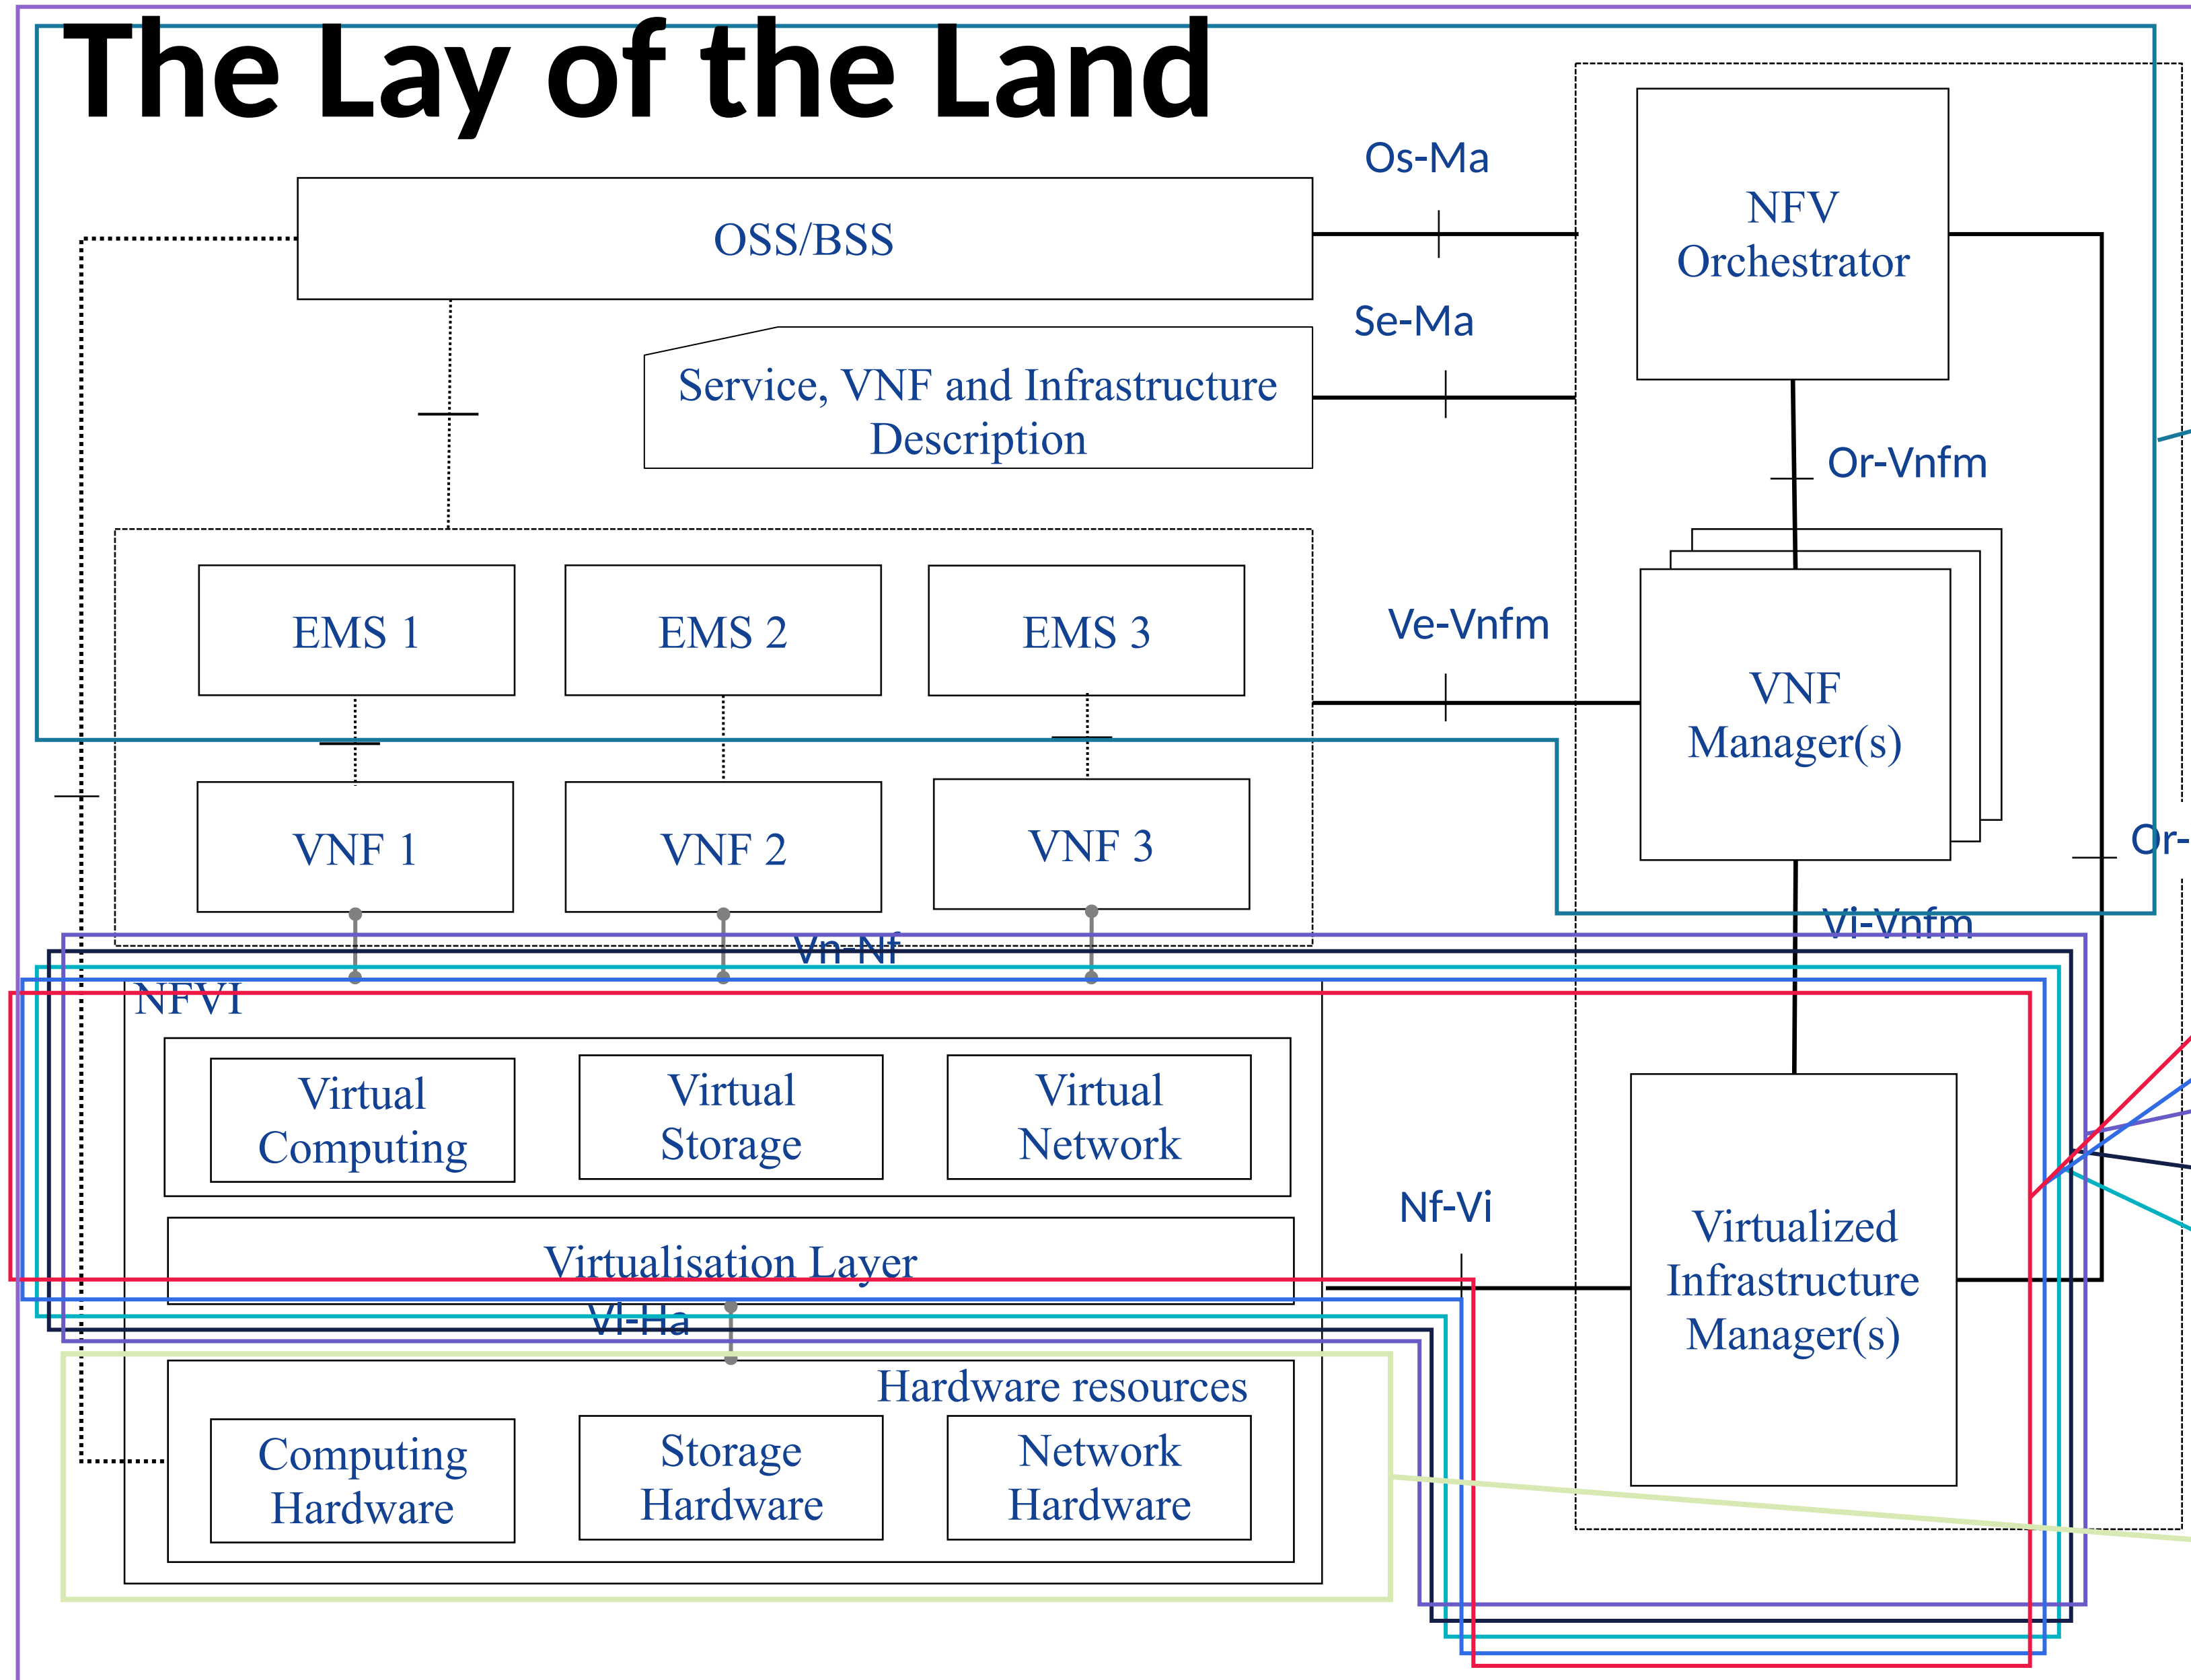 The Lay of the Land
Os-Ma
NFV
Orchestrator
OSS/BSS
Se-Ma
Service, VNF and Infrastructure
Description
Or-Vnfm
EMS 1
EMS 2
EMS 3
Ve-Vnfm
VNF
Manager(s)
VNF 1
VNF 2
VNF 3
Or-
Vi-Vnfm
Vn-Nf
NFVI
Virtual
Computing
Virtual
Storage
Virtual
Network
Nf-Vi
Virtualisation Layer
Virtualized
Infrastructure
Manager(s)
Vl-Ha
Hardware resources
Computing
Hardware
Storage
Hardware
Network
Hardware